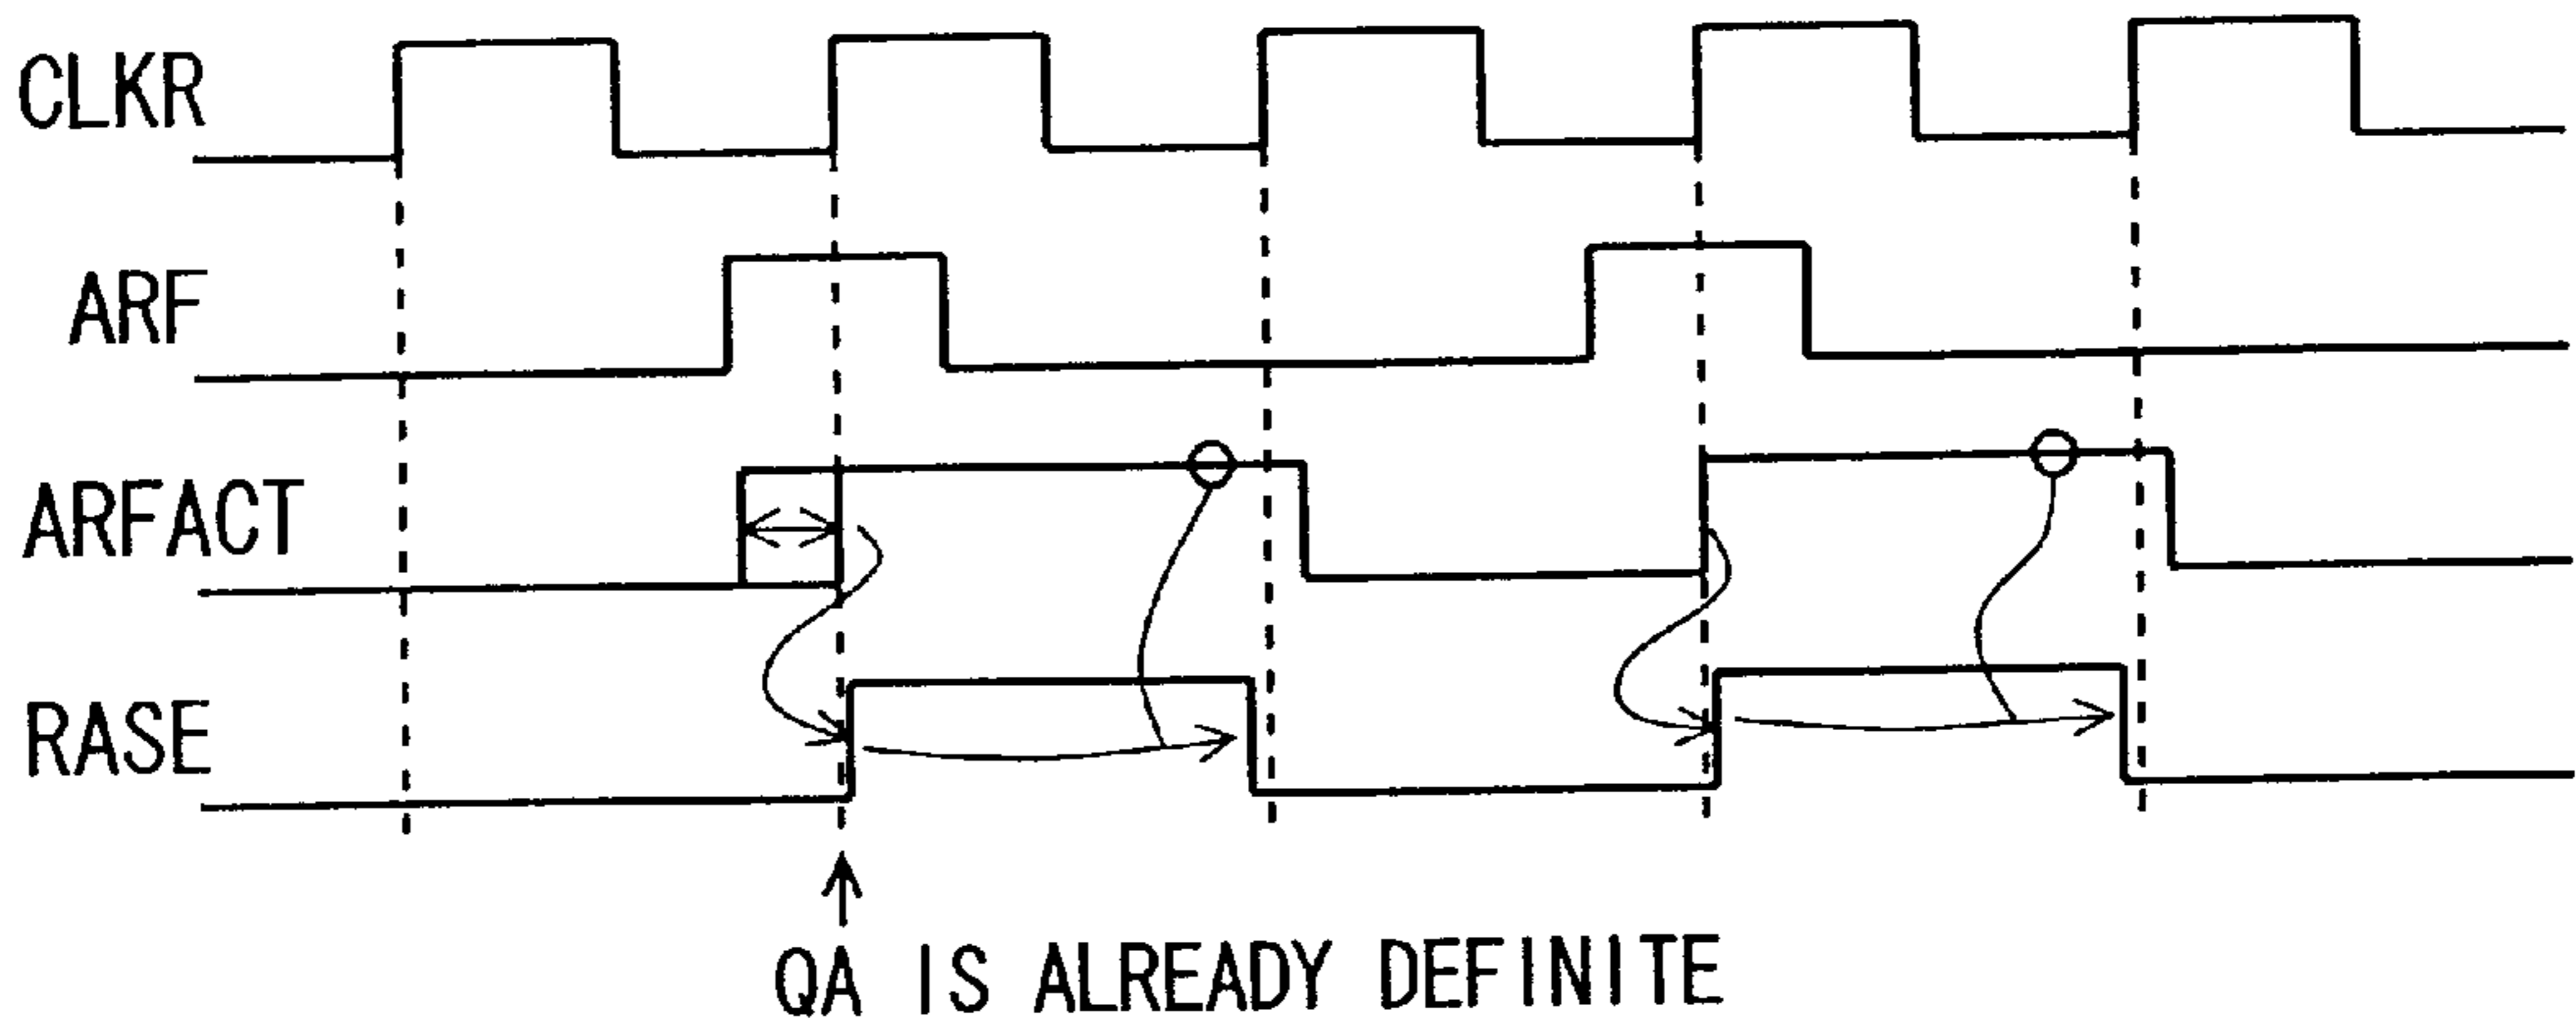 CLKR
ARF
ARFACT
RASE
QA IS ALREADY DEFINITE